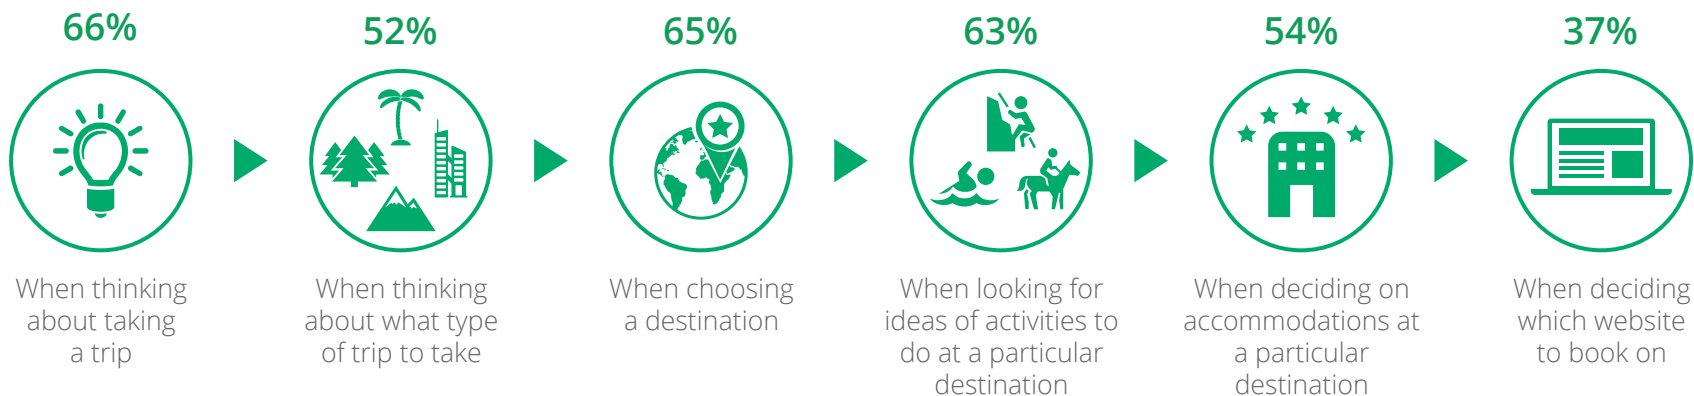 66%
When thinking
about taking
a trip
52%
When thinking
about what type
of trip to take
65%
When choosing
a destination
63%
When looking for
ideas of activities to
do at a particular
destination
54%
When deciding on
accommodations at
a particular
destination
37%
When deciding
which website
to book on